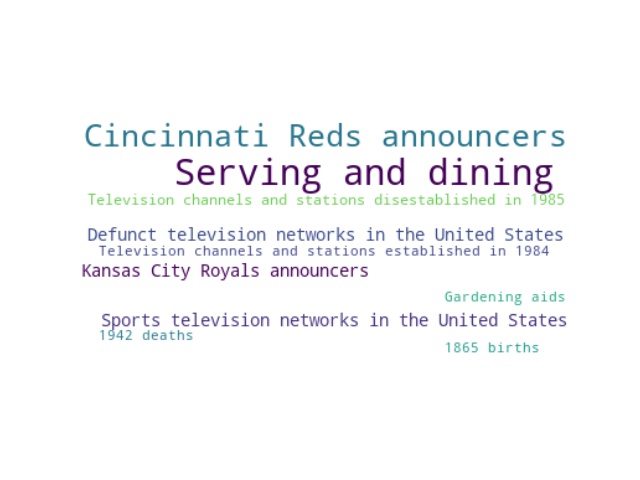 Cincinnati Reds announcers
Serving and dining
Television channels and stations disestablished in 1985
Defunct television networks in the United States
Television channels and stations established in 1984
Kansas City Royals announcers
Gardening aids
Sports television networks in the United States
1942 deaths
1865 births